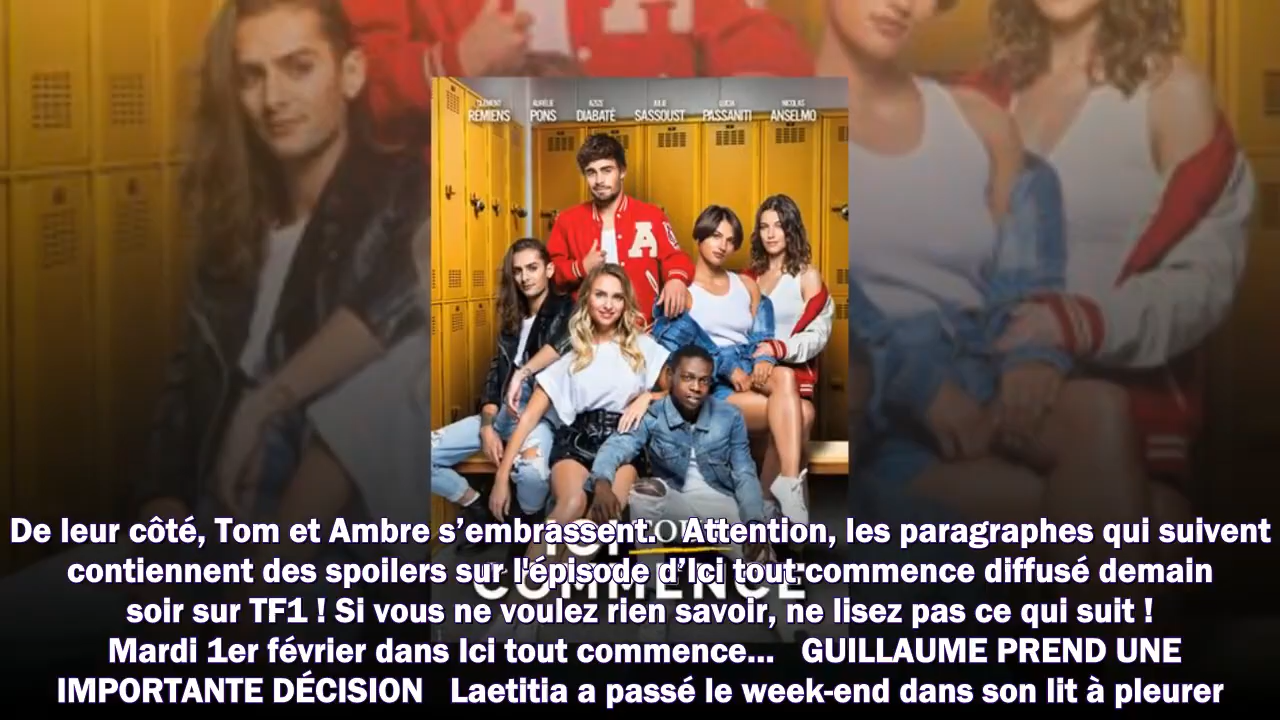 CLÉMENT AURÉLIE AZIZE JULIE LUCIA NICOLAS
RÉMIENS PONS DIABATÉ SASSOUST PASSANITI ANSELMO
A
De leur côté, Tom et Ambre s’embrassent. Attention, les paragraphes qui suivent
contiennent des spoilers sur l'épisode d’Ici tout commence diffusé demain
soir sur TF1 ! Si vous ne voulez rien savoir, ne lisez pas ce qui suit !
Mardi 1er février dans Ici tout commence... GUILLAUME PREND UNE
IMPORTANTE DÉCISION Laetitia a passé le week-end dans son lit à pleurer
ICI TOUT
COMMENCE